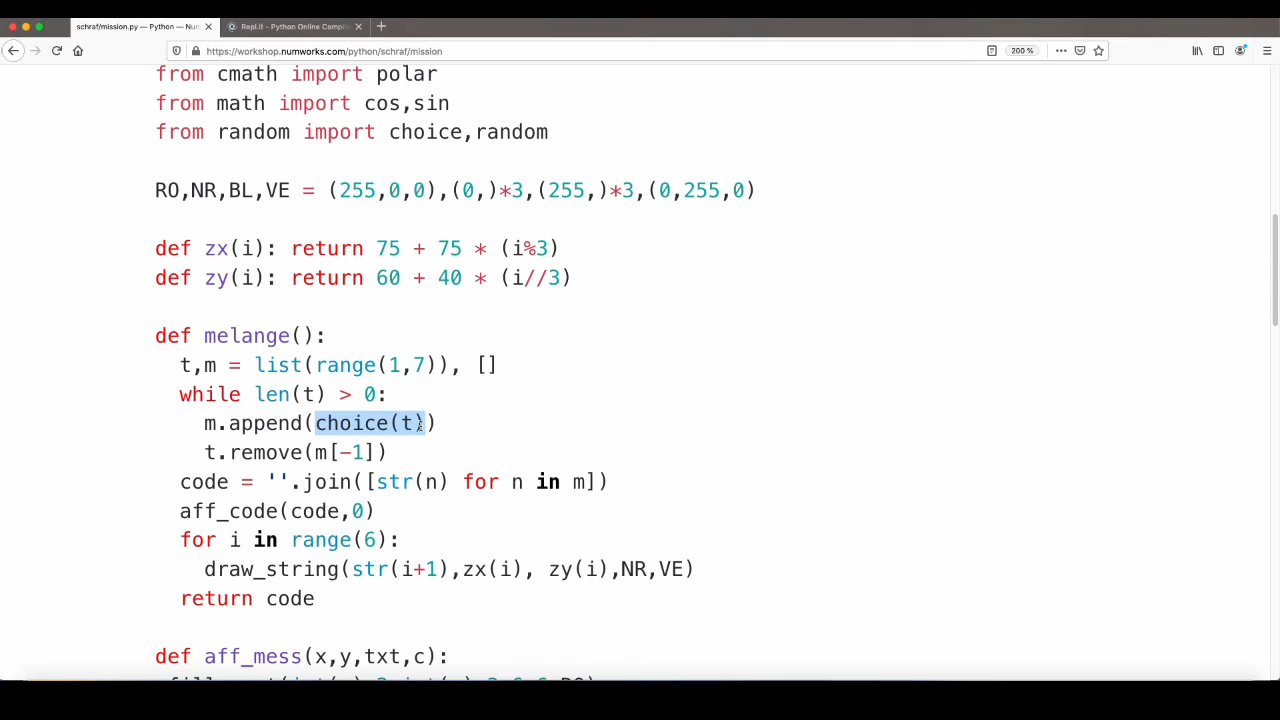 schraf/mission.py — Python — Num
Repl.it - Python Online Compile
https://workshop.numworks.com/python/schraf/mission
200 %
from cmath import polar
from math import cos,sin
from random import choice,random
RO,NR,BL,VE = (255,0,0),(0,)*3,(255,)*3,(0,255,0)
def zx(i): return 75 + 75 * (i%3)
def zy(i): return 60 + 40 * (i//3)
def melange():
t,m = list(range(1,7)), []
while len(t) > 0:
m.append(choice(t))
t.remove(m[-1])
code = ''.join([str(n) for n in m])
aff_code(code,0)
for i in range(6):
draw_string(str(i+1),zx(i), zy(i),NR,VE)
return code
def aff_mess(x,y,txt,c):